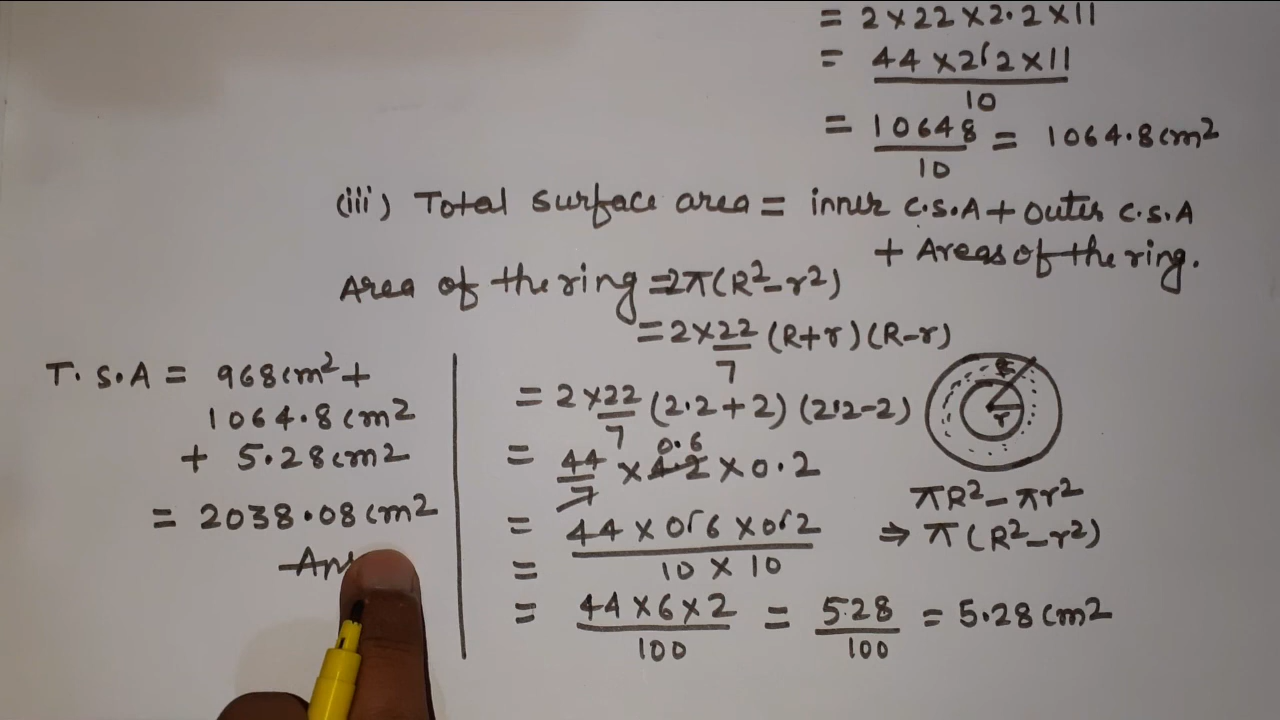 = 2×22×2.2×11
= 44×2.2×11 / 10
= 10648 / 10 = 1064.8 cm²
(iii) Total surface area = inner C.S.A + outer C.S.A
+ Areas of the ring.
Area of the ring = 2π(R²-r²)
= 2×22/7 (R+r)(R-r)
= 2×22/7 (2.2+2)(2.2-2)
0.6
= 44/7 ×4.2×0.2
= 44×0.6×0.2
= 10×10
= 44×6×2 / 100 = 528 / 100 = 5.28 cm²
r
πR²-πr²
⇒ π(R²-r²)
T.S.A = 968 cm² +
1064.8 cm²
+ 5.28 cm²
= 2038.08 cm²